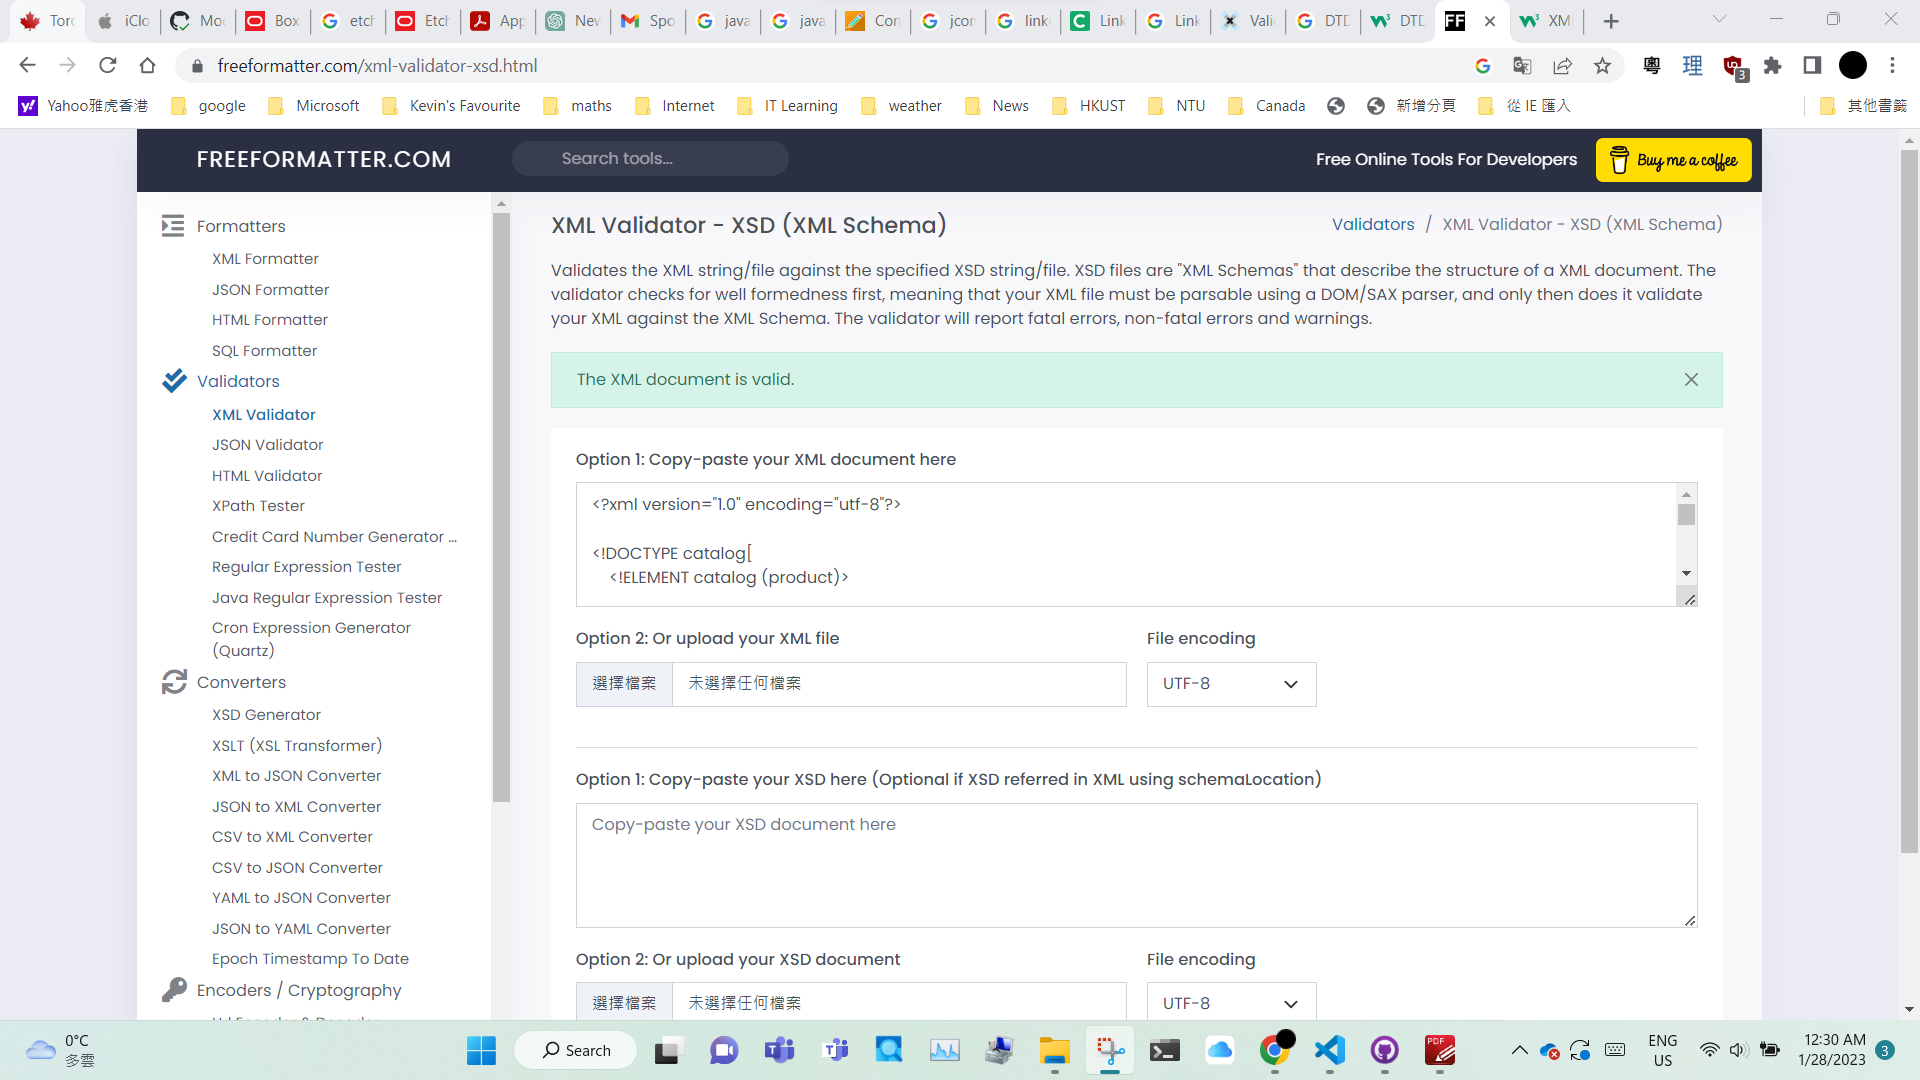 Torc
iClo
Moc
Box
etch
Etch
App
New
Spo
java
java
Con
jcon
linke
Link
Link
Valid
DTD
DTD
XML
freeformatter.com/xml-validator-xsd.html
粵
理
3
Yahoo雅虎香港
google
Microsoft
Kevin's Favourite
maths
Internet
IT Learning
weather
News
HKUST
NTU
Canada
新增分頁
從 IE 匯入
其他書籤
FREEFORMATTER.COM
Search tools...
Free Online Tools For Developers
Buy me a coffee
Formatters
XML Formatter
JSON Formatter
HTML Formatter
SQL Formatter
Validators
XML Validator
JSON Validator
HTML Validator
XPath Tester
Credit Card Number Generator ...
Regular Expression Tester
Java Regular Expression Tester
Cron Expression Generator
(Quartz)
Converters
XSD Generator
XSLT (XSL Transformer)
XML to JSON Converter
JSON to XML Converter
CSV to XML Converter
CSV to JSON Converter
YAML to JSON Converter
JSON to YAML Converter
Epoch Timestamp To Date
Encoders / Cryptography
XML Validator - XSD (XML Schema)
Validators / XML Validator - XSD (XML Schema)
Validates the XML string/file against the specified XSD string/file. XSD files are "XML Schemas" that describe the structure of a XML document. The
validator checks for well formedness first, meaning that your XML file must be parsable using a DOM/SAX parser, and only then does it validate
your XML against the XML Schema. The validator will report fatal errors, non-fatal errors and warnings.
The XML document is valid.
Option 1: Copy-paste your XML document here
<?xml version="1.0" encoding="utf-8"?>
<!DOCTYPE catalog[
<!ELEMENT catalog (product)>
Option 2: Or upload your XML file
File encoding
選擇檔案
未選擇任何檔案
UTF-8
Option 1: Copy-paste your XSD here (Optional if XSD referred in XML using schemaLocation)
Copy-paste your XSD document here
Option 2: Or upload your XSD document
File encoding
選擇檔案
未選擇任何檔案
UTF-8
0°C
多雲
Search
PDF
ENG
US
12:30 AM
1/28/2023
3